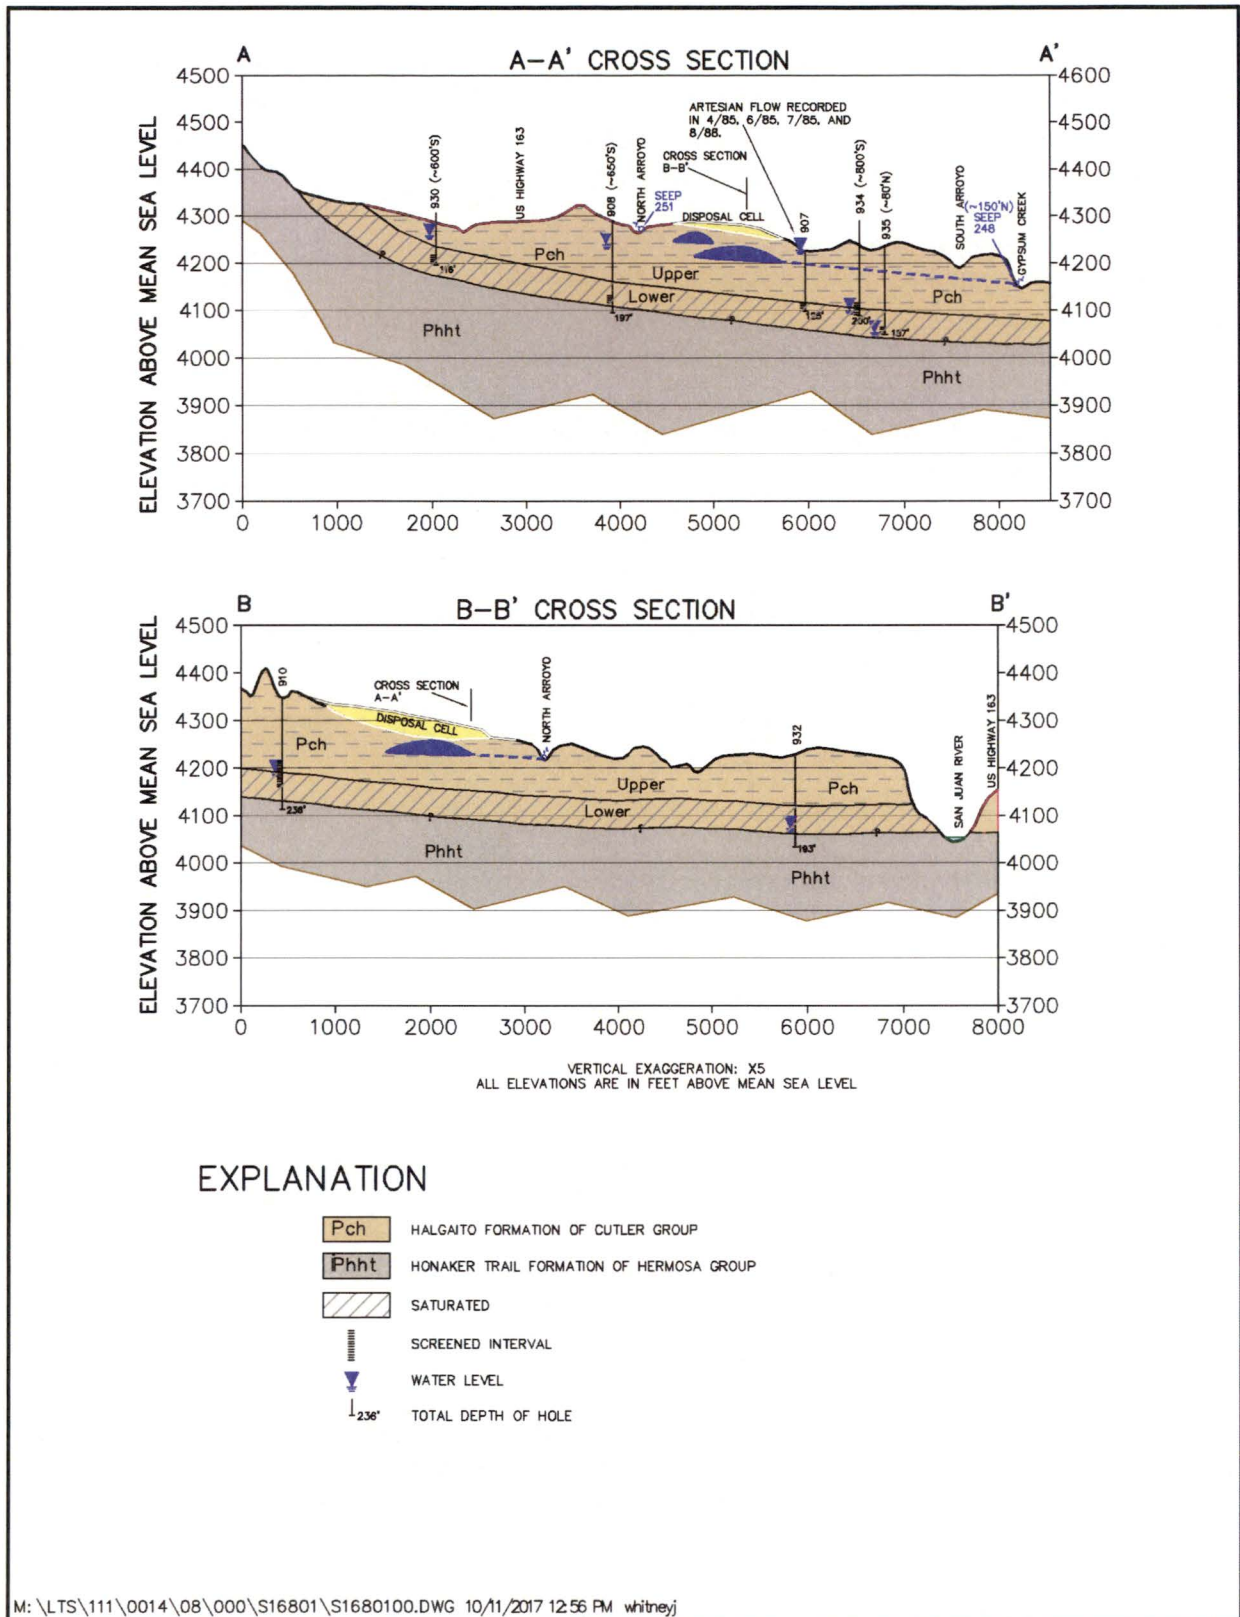 A A-A' CROSS SECTION A'
ELEVATION ABOVE MEAN SEA LEVEL
4500
4500
4400
4300
4200
4100
4000
3900
3800
3700
4600
4500
4400
4300
4200
4100
4000
3900
3800
3700
930 (~600'S)
US HIGHWAY 163
908 (~650'S)
NORTH ARROYO
SEEP
251
CROSS SECTION
B-B'
ARTESIAN FLOW RECORDED
IN 4/85, 6/85, 7/85, AND
8/88.
DISPOSAL CELL
907
934 (~800'S)
935 (~80'N)
SOUTH ARROYO
(~150'N)
SEEP
248
GYPSUM CREEK
Pch
Upper
Lower
Pch
197'
Phht
Phht
0 1000 2000 3000 4000 5000 6000 7000 8000
B B-B' CROSS SECTION B'
ELEVATION ABOVE MEAN SEA LEVEL
4500
4400
4300
4200
4100
4000
3900
3800
3700
4500
4400
4300
4200
4100
4000
3900
3800
3700
910
CROSS SECTION
A-A'
DISPOSAL CELL
NORTH ARROYO
932
SAN JUAN RIVER
US HIGHWAY 163
Pch
Upper
Pch
Lower
236'
193'
Phht
Phht
0 1000 2000 3000 4000 5000 6000 7000 8000
VERTICAL EXAGGERATION: X5
ALL ELEVATIONS ARE IN FEET ABOVE MEAN SEA LEVEL
EXPLANATION
Pch HALGAITO FORMATION OF CUTLER GROUP
Phht HONAKER TRAIL FORMATION OF HERMOSA GROUP
SATURATED
SCREENED INTERVAL
WATER LEVEL
236' TOTAL DEPTH OF HOLE
M: \LTS\111\0014\08\000\S16801\S1680100.DWG 10/11/2017 12:56 PM whitneyj